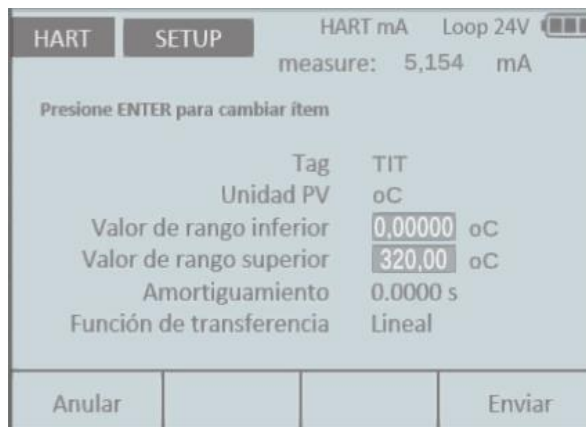 HART SETUP HART mA Loop 24V
measure: 5,154 mA
Presione ENTER para cambiar ítem
Tag TIT
Unidad PV oC
Valor de rango inferior 0,00000 oC
Valor de rango superior 320,00 oC
Amortiguamiento 0.0000 s
Función de transferencia Lineal
Anular Enviar